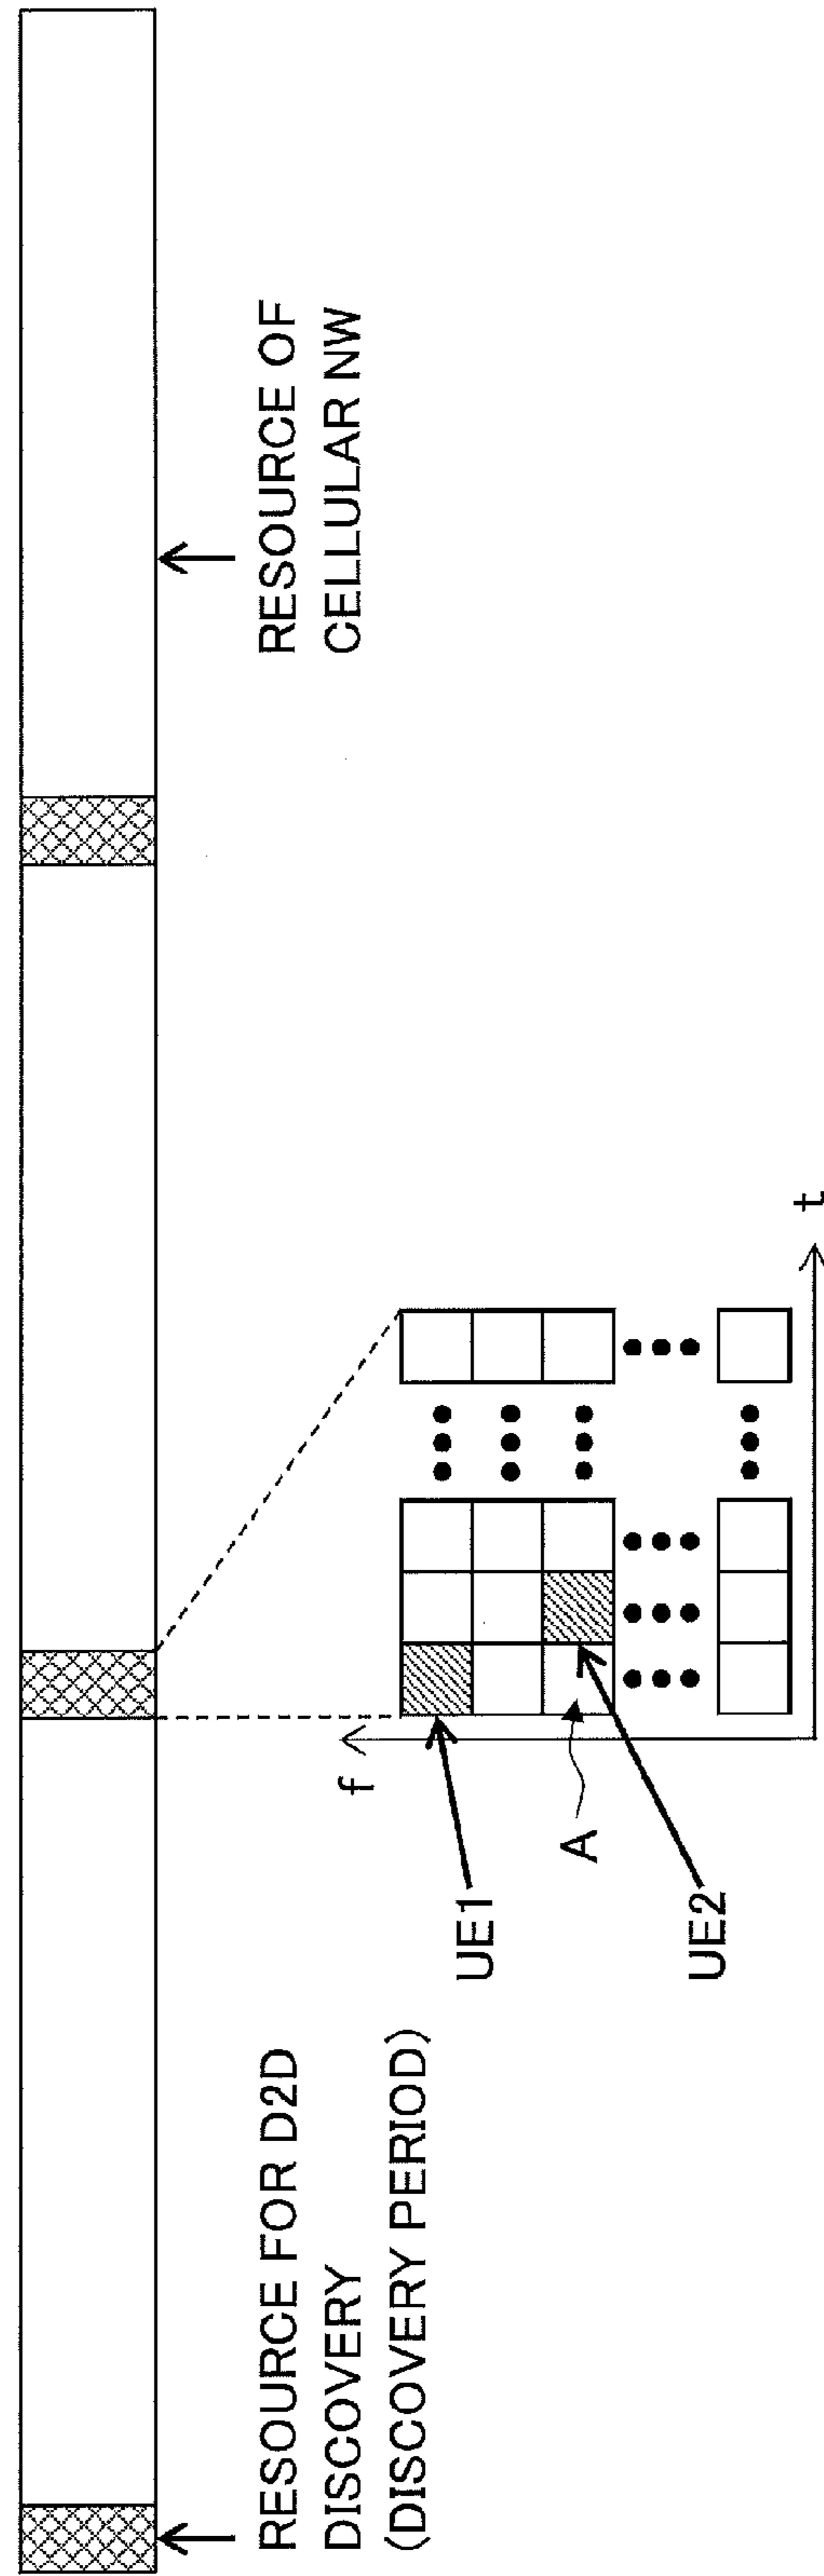 RESOURCE FOR D2D
DISCOVERY
(DISCOVERY PERIOD)
RESOURCE OF
CELLULAR NW
UE1
f
A
UE2
t